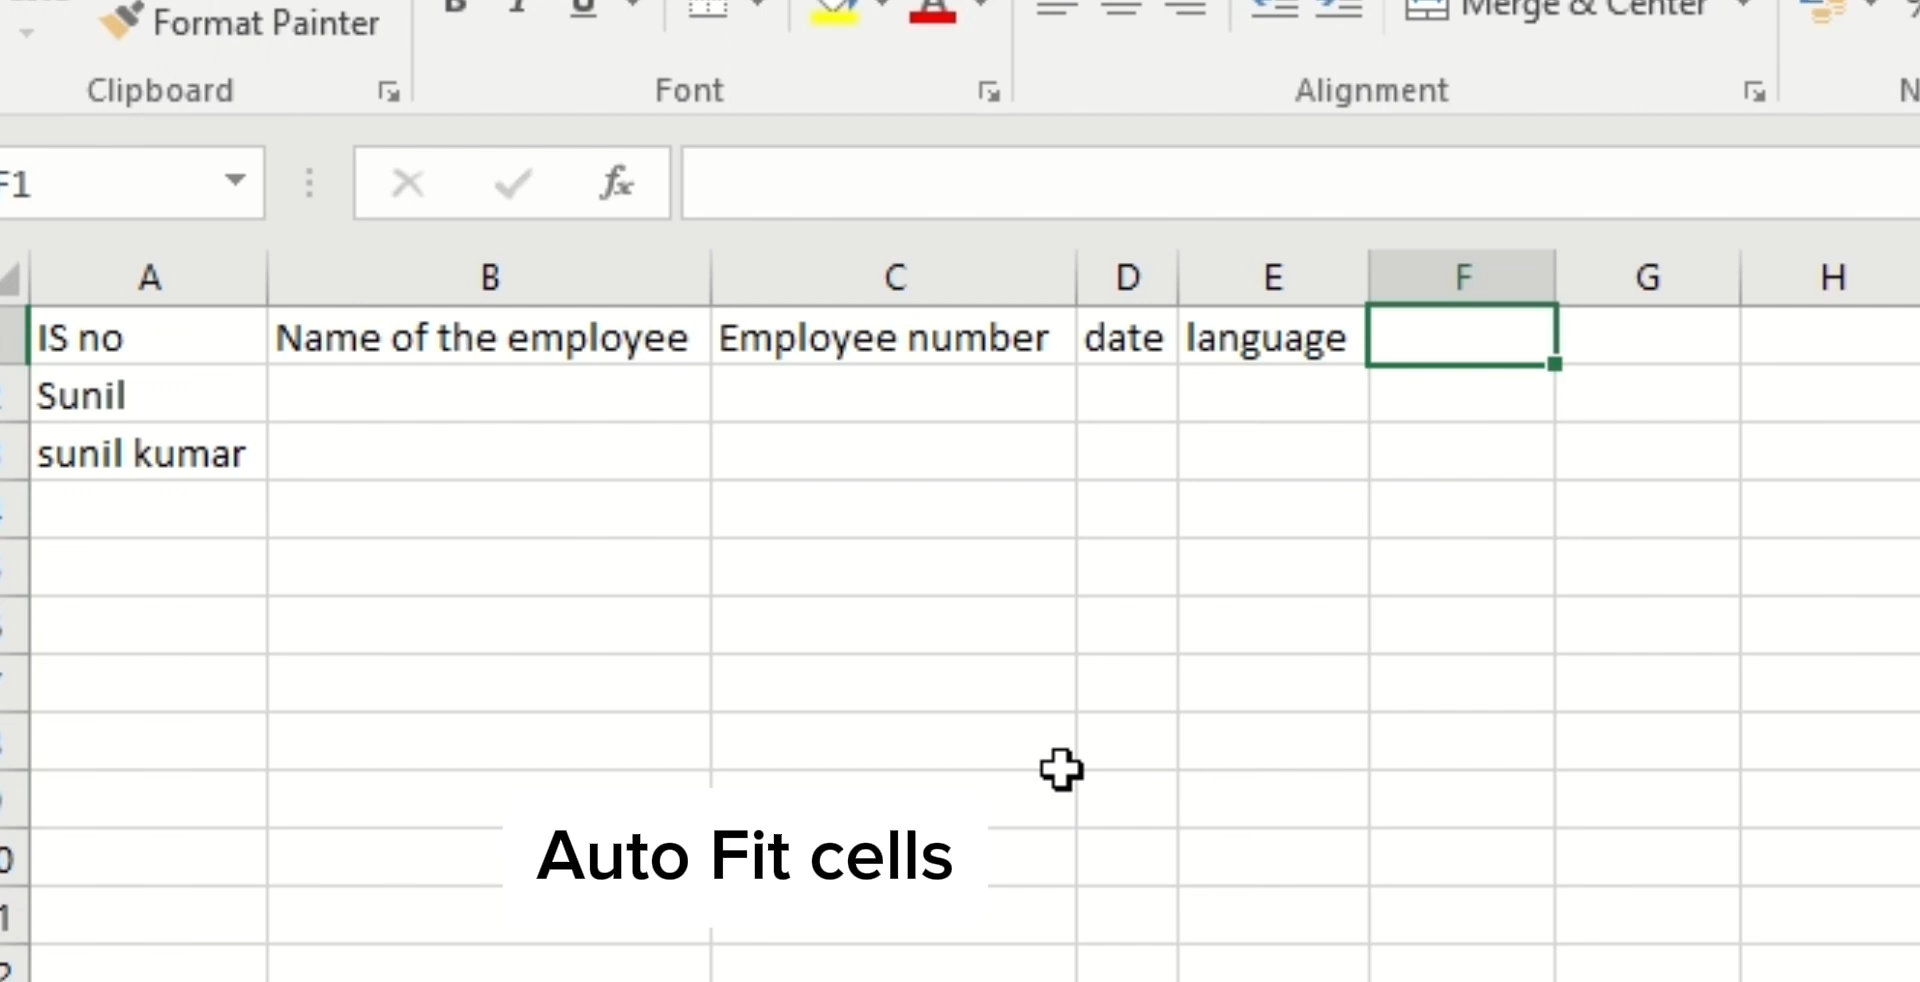 Format Painter
B I U A Merge & Center
Clipboard Font Alignment
F1 fx
A B C D E F G H
IS no Name of the employee Employee number date language
Sunil
sunil kumar
Auto Fit cells